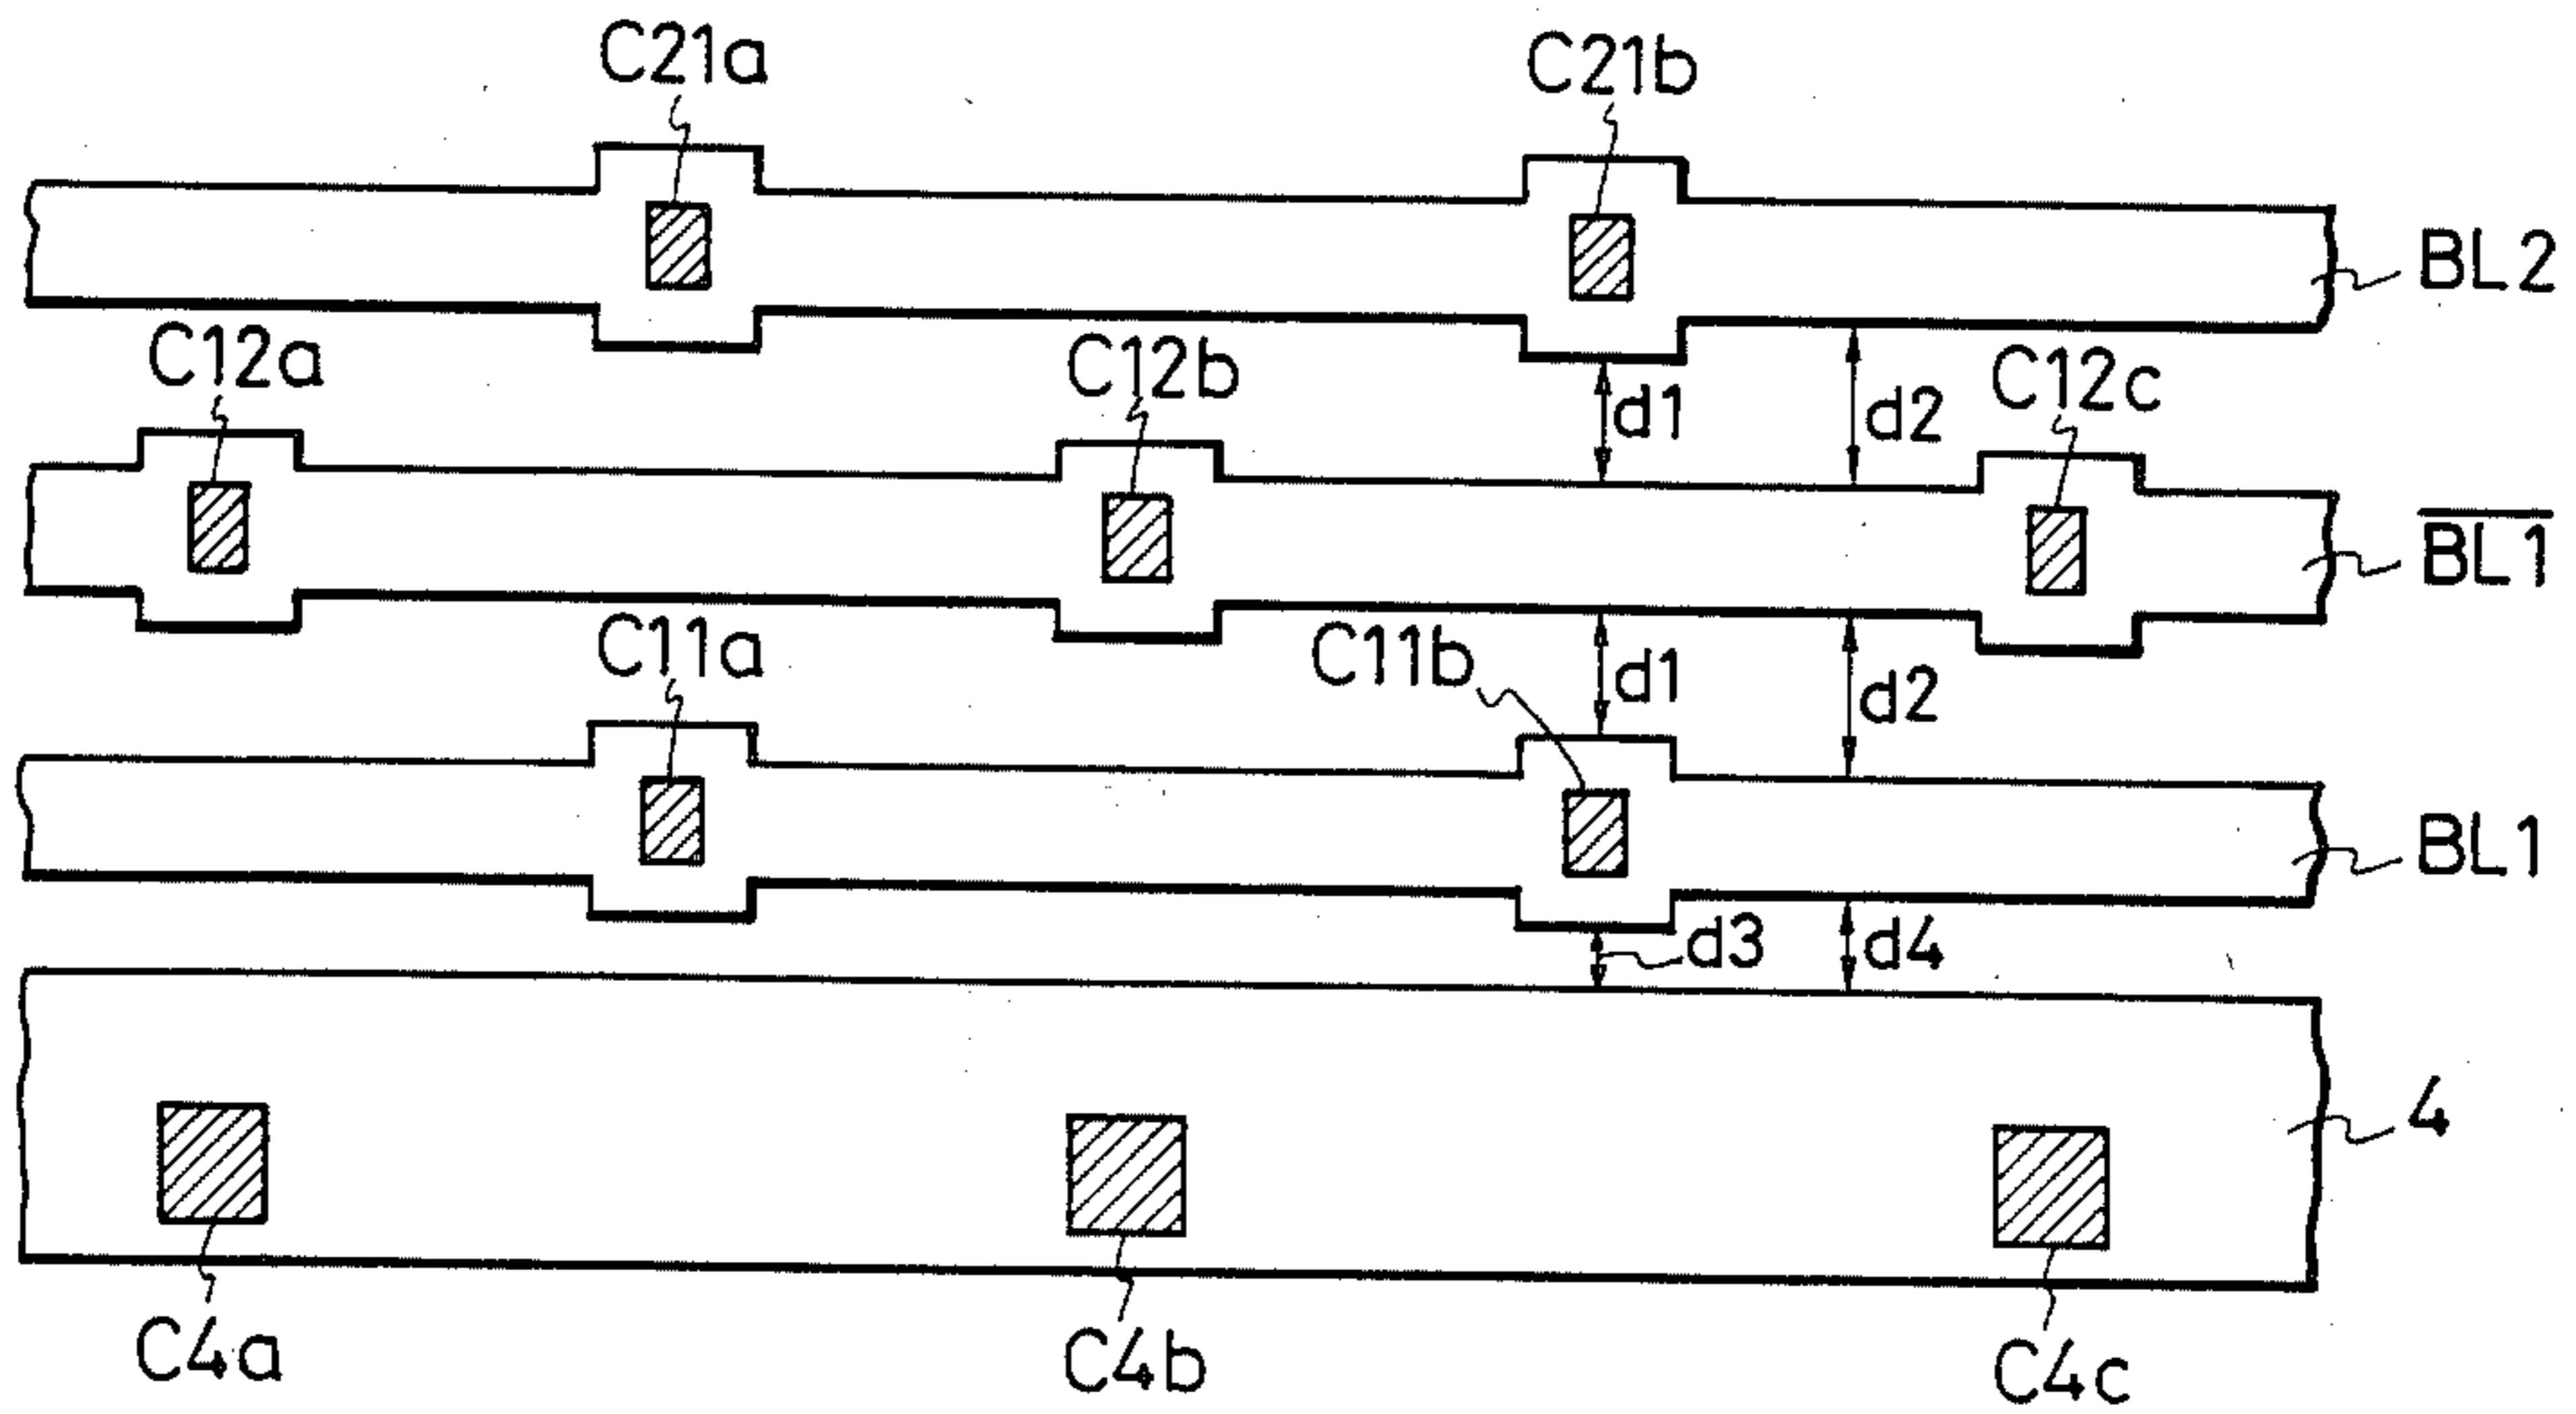 C21a
C21b
BL2
C12a
C12b
C12c
d1
d2
B̅L̅1̅
C11a
C11b
d1
d2
BL1
d3
d4
4
C4a
C4b
C4c